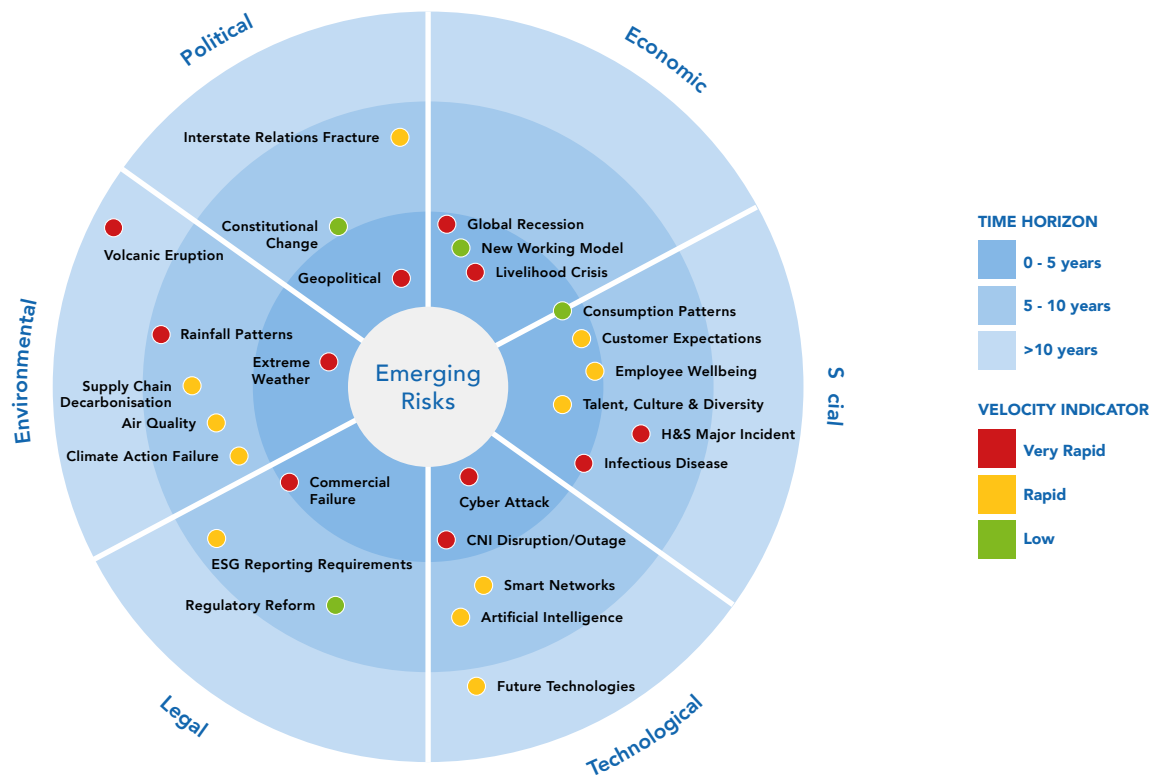 Political
Economic
Interstate Relations Fracture
Constitutional
Change
Geopolitical
Global Recession
New Working Model
Livelihood Crisis
Volcanic Eruption
Rainfall Patterns
Extreme
Weather
Supply Chain
Decarbonisation
Air Quality
Climate Action Failure
Environmental
Emerging
Risks
Consumption Patterns
Customer Expectations
Employee Wellbeing
Talent, Culture & Diversity
H&S Major Incident
Infectious Disease
S cial
Commercial
Failure
ESG Reporting Requirements
Regulatory Reform
Legal
Cyber Attack
CNI Disruption/Outage
Smart Networks
Artificial Intelligence
Future Technologies
Technological
TIME HORIZON
0 - 5 years
5 - 10 years
>10 years
VELOCITY INDICATOR
Very Rapid
Rapid
Low